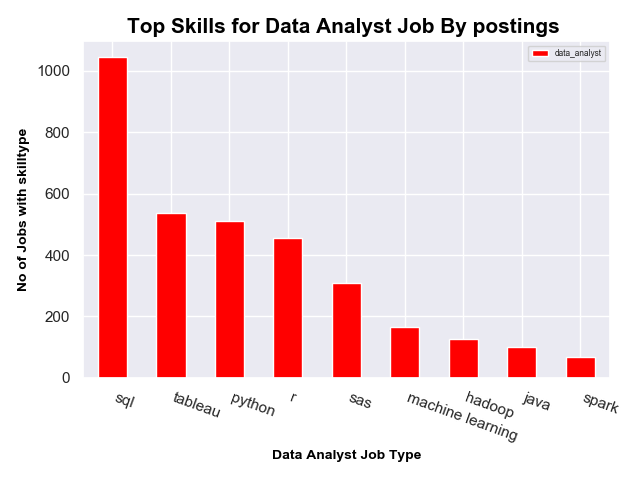 Top Skills for Data Analyst Job By postings
data_analyst
No of Jobs with skilltype
1000
800
600
400
200
0
sql
tableau
python
r
sas
machine learning
hadoop
java
spark
Data Analyst Job Type